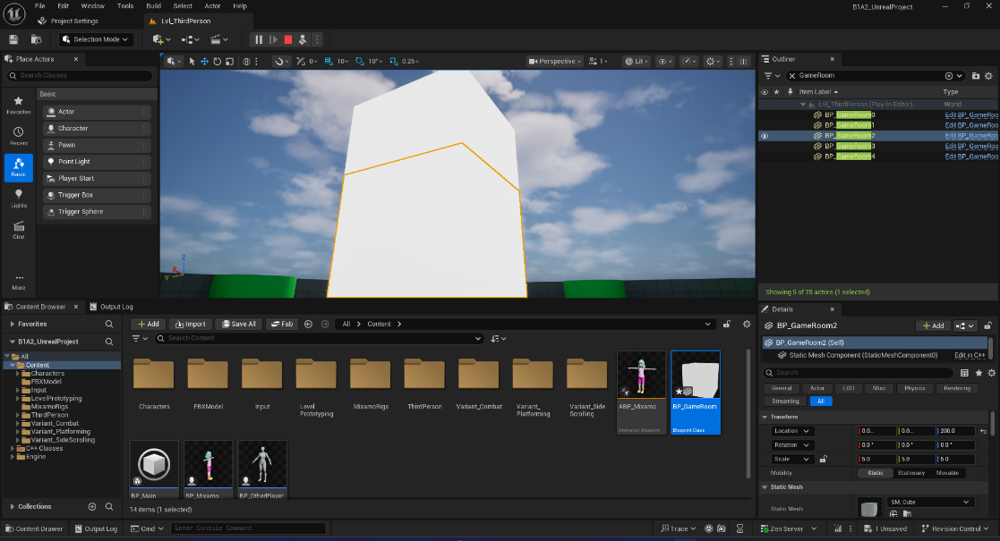 File Edit Window Tools Build Select Actor Help
B1A2_UnrealProject
Project Settings
Lvl_ThirdPerson
Selection Mode
Place Actors
Search Classes
Favorites
Recent
Basic
Lights
Cine
More
Basic
Actor
Character
Pawn
Point Light
Player Start
Trigger Box
Trigger Sphere
0 10 10° 0.25
Perspective 1 Lit
Z
X
Y
Outliner
GameRoom
Item Label Type
Lvl_ThirdPerson (Play In Editor) World
BP_GameRoom0 Edit BP_GameRoo
BP_GameRoom1 Edit BP_GameRoo
BP_GameRoom2 Edit BP_GameRoo
BP_GameRoom3 Edit BP_GameRoo
BP_GameRoom4 Edit BP_GameRoo
Showing 5 of 78 actors (1 selected)
Content Browser Output Log
Favorites
B1A2_UnrealProject
All
Content
Characters
FBXModel
Input
LevelPrototyping
MixamoRigs
ThirdPerson
Variant_Combat
Variant_Platforming
Variant_SideScrolling
C++ Classes
Engine
Collections
Add Import Save All Fab All Content
Search Content
Characters FBXModel Input Level Prototyping MixamoRigs ThirdPerson Variant_Combat Variant_ Platforming Variant_Side Scrolling
ABP_Mixamo
Animation Blueprint
BP_GameRoom
Blueprint Class
BP_Main BP_Mixamo BP_OtherPlayer
14 items (1 selected)
Details
BP_GameRoom2 Add
BP_GameRoom2 (Self)
Static Mesh Component (StaticMeshComponent0) Edit in C++
Search
General Actor LOD Misc Physics Rendering
Streaming All
Transform
Location 0.0... 0.0... 200.0
Rotation 0.0 ° 0.0 ° 0.0 °
Scale 5.0 5.0 5.0
Mobility Static Stationary Movable
Static Mesh
Static Mesh SM_Cube
Content Drawer Output Log Cmd Enter Console Command Trace Zen Server 1 Unsaved Revision Control